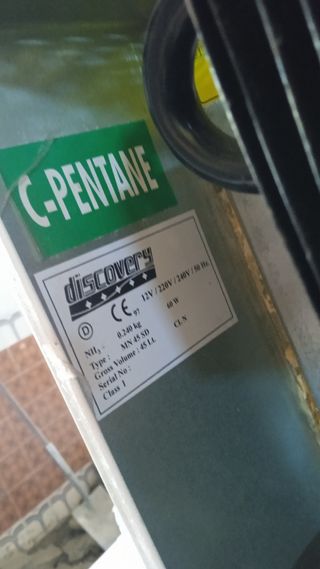 C-PENTANE
discovery
D CE 97 12V / 220V / 240V / 50 Hz.
NH3 - 0.240 kg 60 W
Type : MN 45 SD CL.N
Gross Volume : 45 Lt.
Serial No :
Class 1